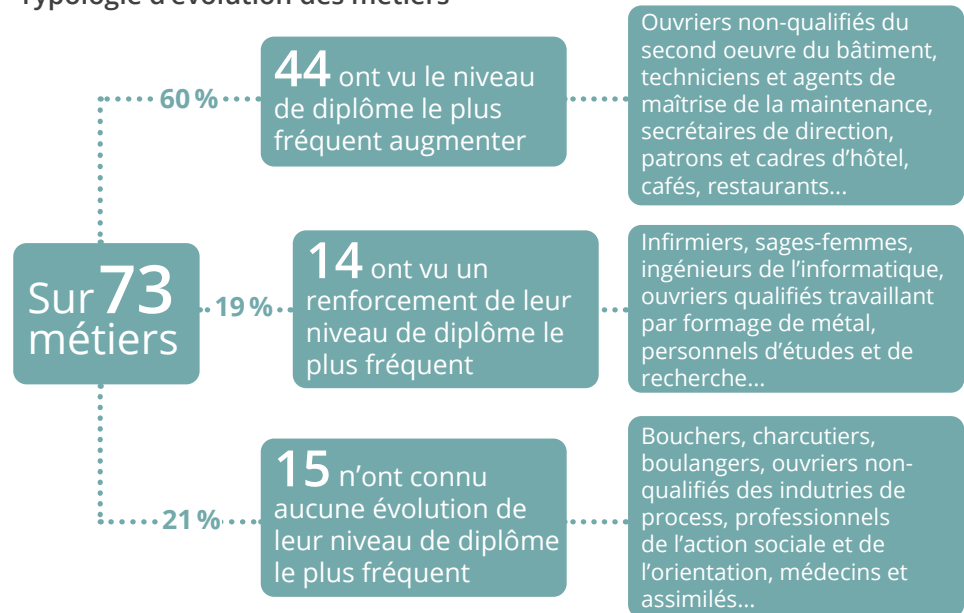 Typologie d'évolution des métiers
Sur 73
métiers
60 %
44 ont vu le niveau
de diplôme le plus
fréquent augmenter
Ouvriers non-qualifiés du
second oeuvre du bâtiment,
techniciens et agents de
maîtrise de la maintenance,
secrétaires de direction,
patrons et cadres d'hôtel,
cafés, restaurants...
19 %
14 ont vu un
renforcement de leur
niveau de diplôme le
plus fréquent
Infirmiers, sages-femmes,
ingénieurs de l'informatique,
ouvriers qualifiés travaillant
par formage de métal,
personnels d'études et de
recherche...
21 %
15 n'ont connu
aucune évolution de
leur niveau de diplôme
le plus fréquent
Bouchers, charcutiers,
boulangers, ouvriers non-
qualifiés des indutries de
process, professionnels
de l'action sociale et de
l'orientation, médecins et
assimilés...